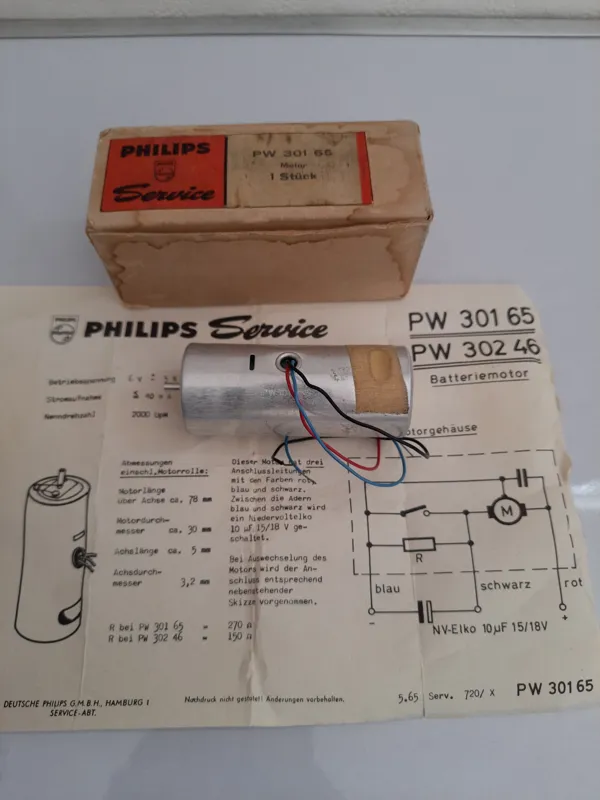 PHILIPS
Service
PW 301 65
Motor
1 Stück
PHILIPS Service
PW 301 65
PW 302 46
Batteriemotor
Betriebsspannung 6 V
Stromaufnahme
Nenndrehzahl 2000 Upm
Abmessungen
einschl. Motorrolle:
Motorlänge
über Achse ca. 78 mm
Motordurch-
messer ca. 30 mm
Achslänge ca. 5 mm
Achsdurch-
messer 3,2 mm
R bei PW 301 65 = 270 Ω
R bei PW 302 46 = 150 Ω
Dieser Motor hat drei
Anschlussleitungen
mit den Farben rot,
blau und schwarz.
Zwischen die Adern
blau und schwarz wird
ein Niedervoltelko
10 µF 15/18 V ge-
schaltet.
Bei Auswechselung des
Motors wird der An-
schluss entsprechend
nebenstehender
Skizze vorgenommen.
otorgehäuse
M
R
blau
schwarz
rot
-
+
NV-Elko 10µF 15/18V
DEUTSCHE PHILIPS G.M.B.H., HAMBURG 1
SERVICE-ABT.
Nachdruck nicht gestattet! Änderungen vorbehalten.
5.65 Serv. 720/ X PW 301 65